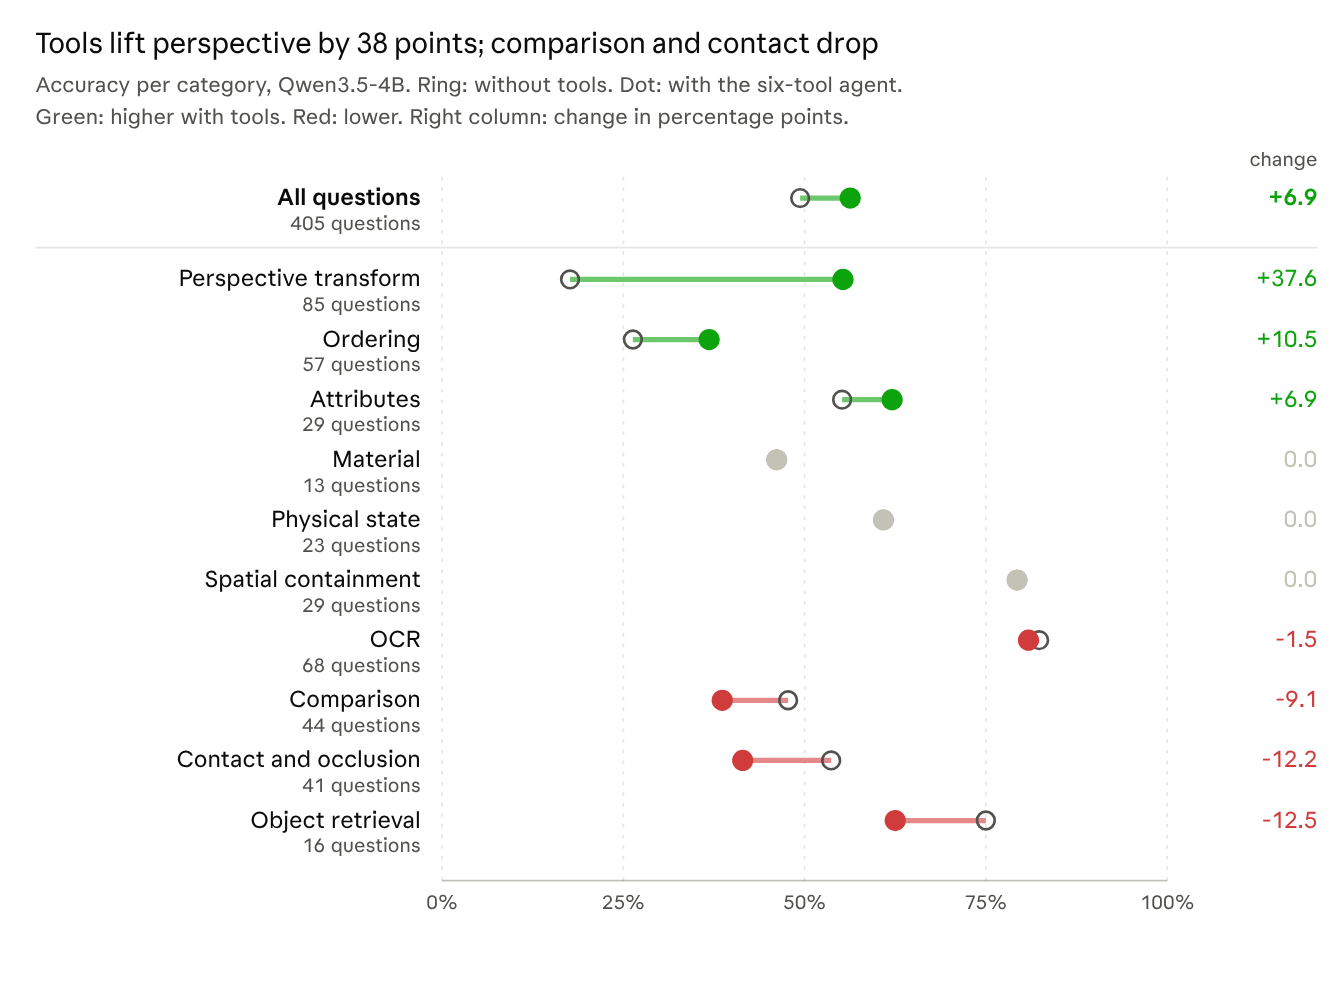 Tools lift perspective by 38 points; comparison and contact drop
Accuracy per category, Qwen3.5-4B. Ring: without tools. Dot: with the six-tool agent.
Green: higher with tools. Red: lower. Right column: change in percentage points.
change
All questions +6.9
405 questions
Perspective transform +37.6
85 questions
Ordering +10.5
57 questions
Attributes +6.9
29 questions
Material 0.0
13 questions
Physical state 0.0
23 questions
Spatial containment 0.0
29 questions
OCR -1.5
68 questions
Comparison -9.1
44 questions
Contact and occlusion -12.2
41 questions
Object retrieval -12.5
16 questions
0% 25% 50% 75% 100%